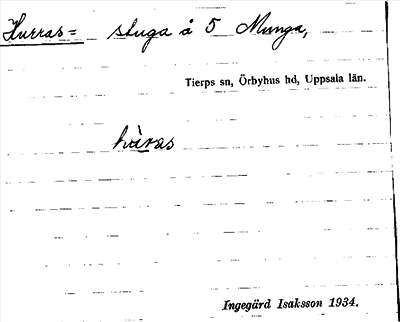 Hurras= stuga å 5 Munga,
Tierps sn, Örbyhus hd, Uppsala län.
hùras
Ingegärd Isaksson 1934.